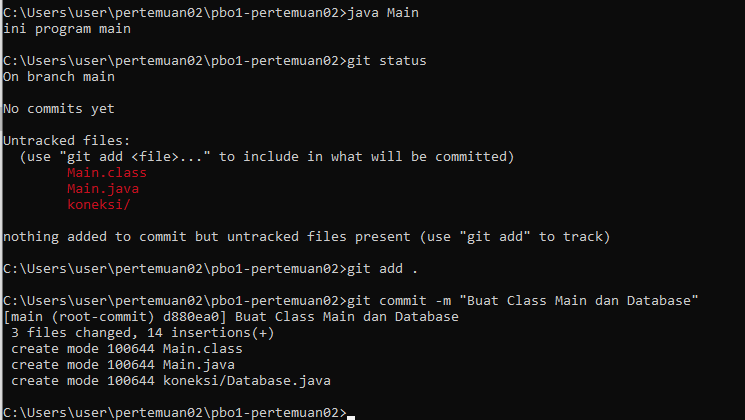 C:\Users\user\pertemuan02\pbo1-pertemuan02>java Main
ini program main
C:\Users\user\pertemuan02\pbo1-pertemuan02>git status
On branch main
No commits yet
Untracked files:
  (use "git add <file>..." to include in what will be committed)
        Main.class
        Main.java
        koneksi/
nothing added to commit but untracked files present (use "git add" to track)
C:\Users\user\pertemuan02\pbo1-pertemuan02>git add .
C:\Users\user\pertemuan02\pbo1-pertemuan02>git commit -m "Buat Class Main dan Database"
[main (root-commit) d880ea0] Buat Class Main dan Database
 3 files changed, 14 insertions(+)
 create mode 100644 Main.class
 create mode 100644 Main.java
 create mode 100644 koneksi/Database.java
C:\Users\user\pertemuan02\pbo1-pertemuan02>